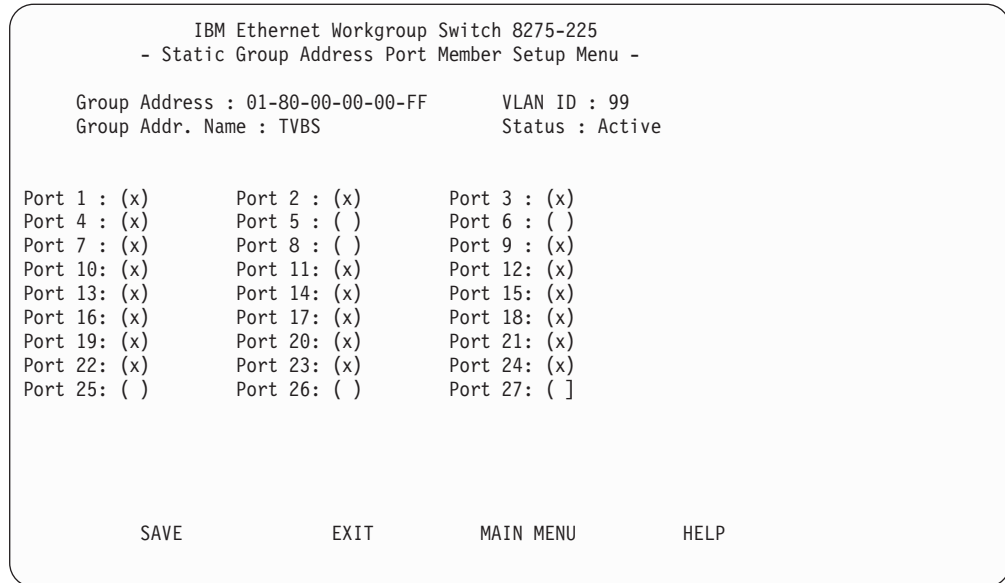 IBM Ethernet Workgroup Switch 8275-225
- Static Group Address Port Member Setup Menu -
Group Address : 01-80-00-00-00-FF VLAN ID : 99
Group Addr. Name : TVBS Status : Active
Port 1 : (x) Port 2 : (x) Port 3 : (x)
Port 4 : (x) Port 5 : ( ) Port 6 : ( )
Port 7 : (x) Port 8 : ( ) Port 9 : (x)
Port 10: (x) Port 11: (x) Port 12: (x)
Port 13: (x) Port 14: (x) Port 15: (x)
Port 16: (x) Port 17: (x) Port 18: (x)
Port 19: (x) Port 20: (x) Port 21: (x)
Port 22: (x) Port 23: (x) Port 24: (x)
Port 25: ( ) Port 26: ( ) Port 27: ( ]
SAVE EXIT MAIN MENU HELP